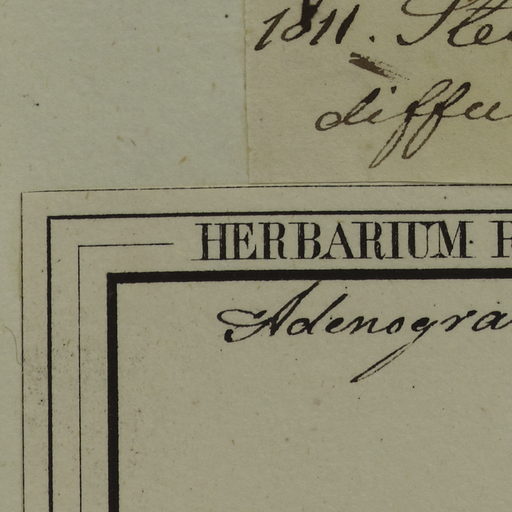 1811. Ste
diffu
HERBARIUM
Adenogra